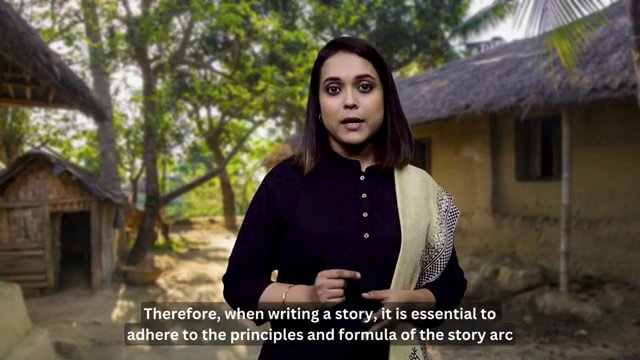 Therefore, when writing a story, it is essential to
adhere to the principles and formula of the story arc